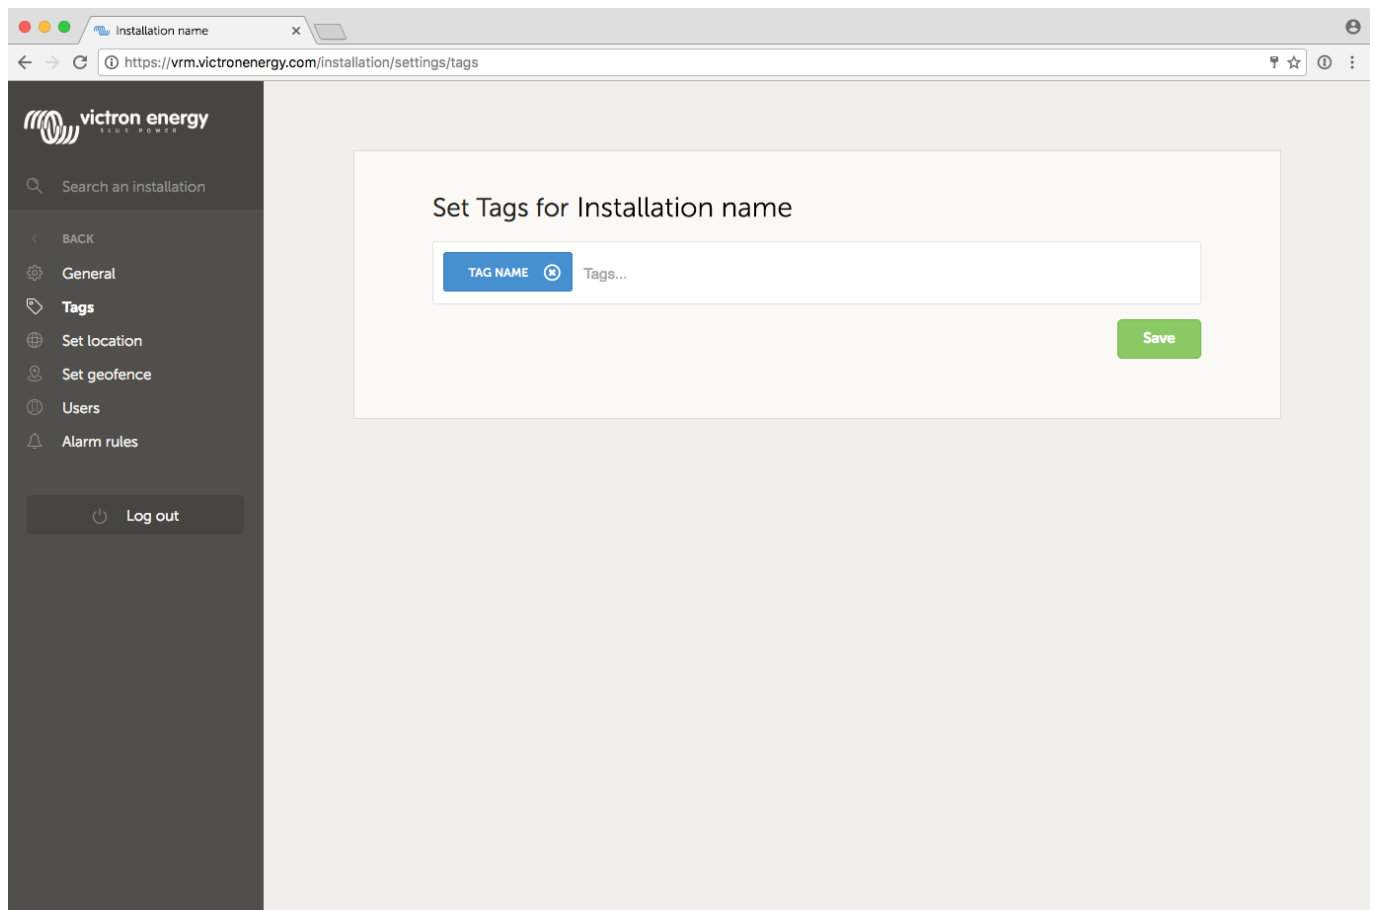 Installation name
https://vrm.victronenergy.com/installation/settings/tags
victron energy
BLUE POWER
Search an installation
BACK
General
Tags
Set location
Set geofence
Users
Alarm rules
Log out
Set Tags for Installation name
TAG NAME Tags...
Save